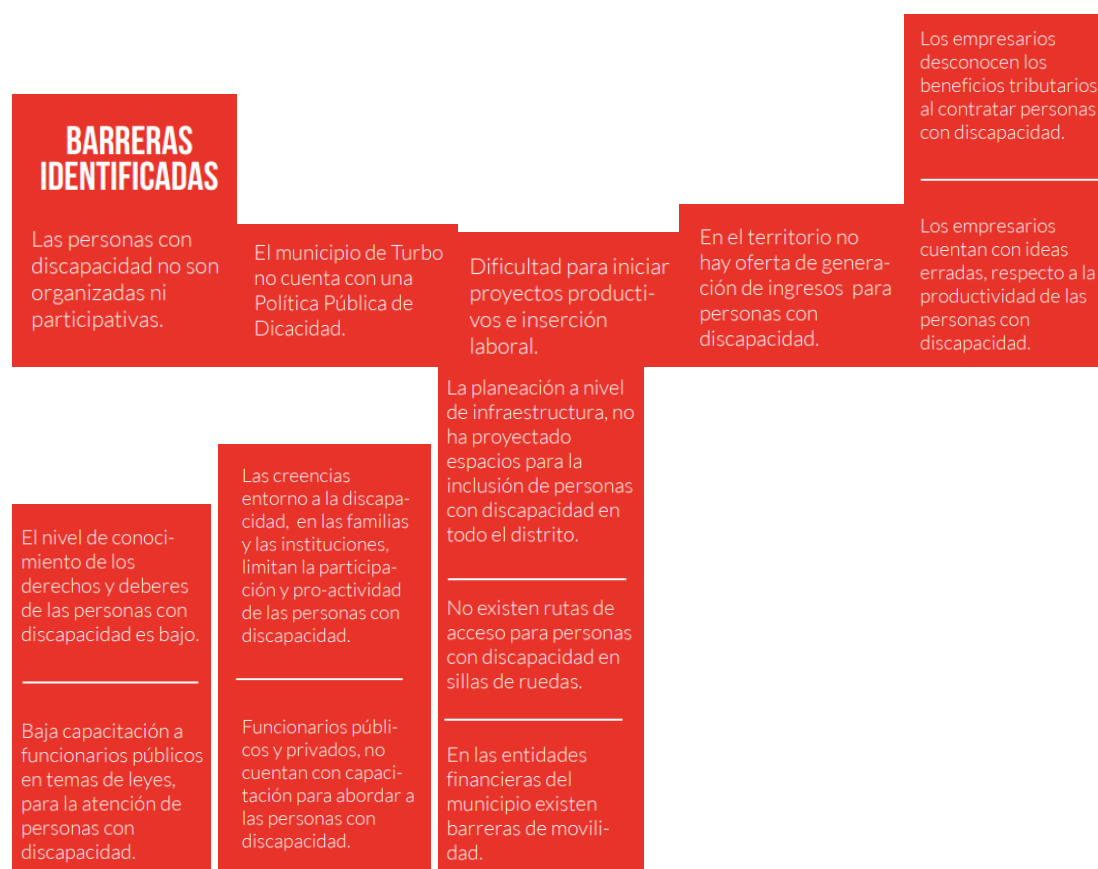 BARRERAS
IDENTIFICADAS
Las personas con
discapacidad no son
organizadas ni
participativas.
El municipio de Turbo
no cuenta con una
Política Pública de
Dicacidad.
Dificultad para iniciar
proyectos producti-
vos e inserción
laboral.
En el territorio no
hay oferta de genera-
ción de ingresos para
personas con
discapacidad.
Los empresarios
desconocen los
beneficios tributarios
al contratar personas
con discapacidad.
Los empresarios
cuentan con ideas
erradas, respecto a la
productividad de las
personas con
discapacidad.
El nivel de conoci-
miento de los
derechos y deberes
de las personas con
discapacidad es bajo.
Baja capacitación a
funcionarios públicos
en temas de leyes,
para la atención de
personas con
discapacidad.
Las creencias
entorno a la discapa-
cidad, en las familias
y las instituciones,
limitan la participa-
ción y pro-actividad
de las personas con
discapacidad.
Funcionarios públi-
cos y privados, no
cuentan con capaci-
tación para abordar a
las personas con
discapacidad.
La planeación a nivel
de infraestructura, no
ha proyectado
espacios para la
inclusión de personas
con discapacidad en
todo el distrito.
No existen rutas de
acceso para personas
con discapacidad en
sillas de ruedas.
En las entidades
financieras del
municipio existen
barreras de movili-
dad.